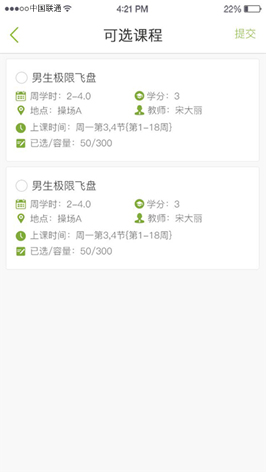 中国联通 4:21 PM 22%
可选课程 提交
男生极限飞盘
周学时：2-4.0 学分：3
地点：操场A 教师：宋大丽
上课时间：周一第3,4节{第1-18周}
已选/容量：50/300
男生极限飞盘
周学时：2-4.0 学分：3
地点：操场A 教师：宋大丽
上课时间：周一第3,4节{第1-18周}
已选/容量：50/300